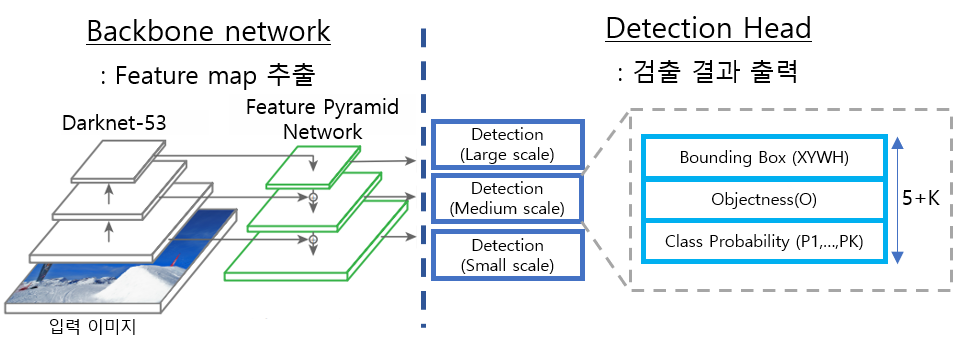 Backbone network
: Feature map 추출
Darknet-53
Feature Pyramid
Network
입력 이미지
Detection Head
: 검출 결과 출력
Detection
(Large scale)
Detection
(Medium scale)
Detection
(Small scale)
Bounding Box (XYWH)
Objectness(O)
Class Probability (P1,...,PK)
5+K